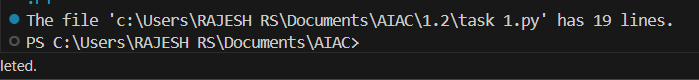 The file 'c:\Users\RAJESH RS\Documents\AIAC\1.2\task 1.py' has 19 lines.
PS C:\Users\RAJESH RS\Documents\AIAC>
leted.